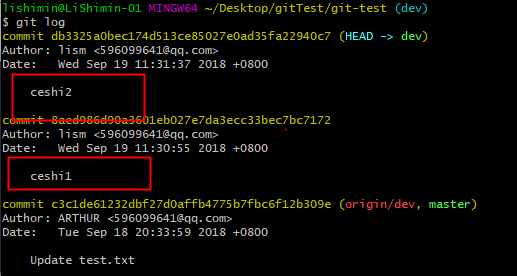 lishimin@LiShimin-01 MINGW64 ~/Desktop/gitTest/git-test (dev)
$ git log
commit db3325a0bec174d513ce85027e0ad35fa22940c7 (HEAD -> dev)
Author: lism <596099641@qq.com>
Date:   Wed Sep 19 11:31:37 2018 +0800
ceshi2
commit 8aed986d90a3601eb027e7da3ecc33bec7bc7172
Author: lism <596099641@qq.com>
Date:   Wed Sep 19 11:30:55 2018 +0800
ceshi1
commit c3c1de61232dbf27d0affb4775b7fbc6f12b309e (origin/dev, master)
Author: ARTHUR <596099641@qq.com>
Date:   Tue Sep 18 20:33:59 2018 +0800
Update test.txt